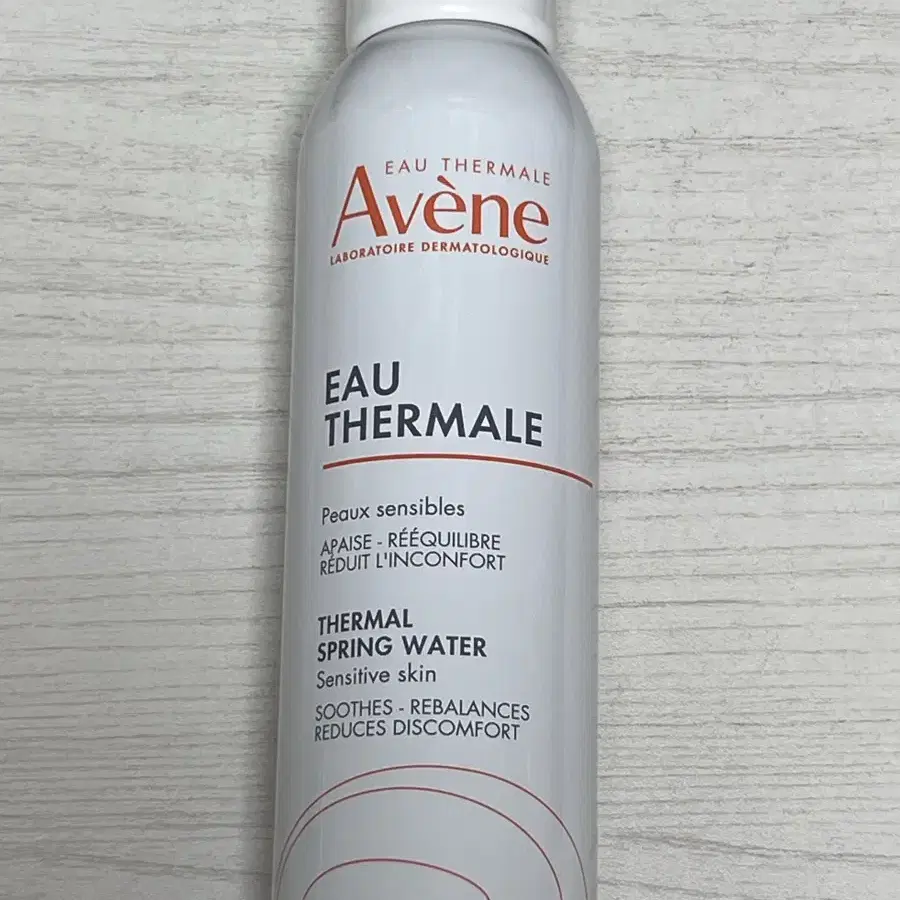 EAU THERMALE
Avène
LABORATOIRE DERMATOLOGIQUE
EAU
THERMALE
Peaux sensibles
APAISE - RÉÉQUILIBRE
RÉDUIT L'INCONFORT
THERMAL
SPRING WATER
Sensitive skin
SOOTHES - REBALANCES
REDUCES DISCOMFORT